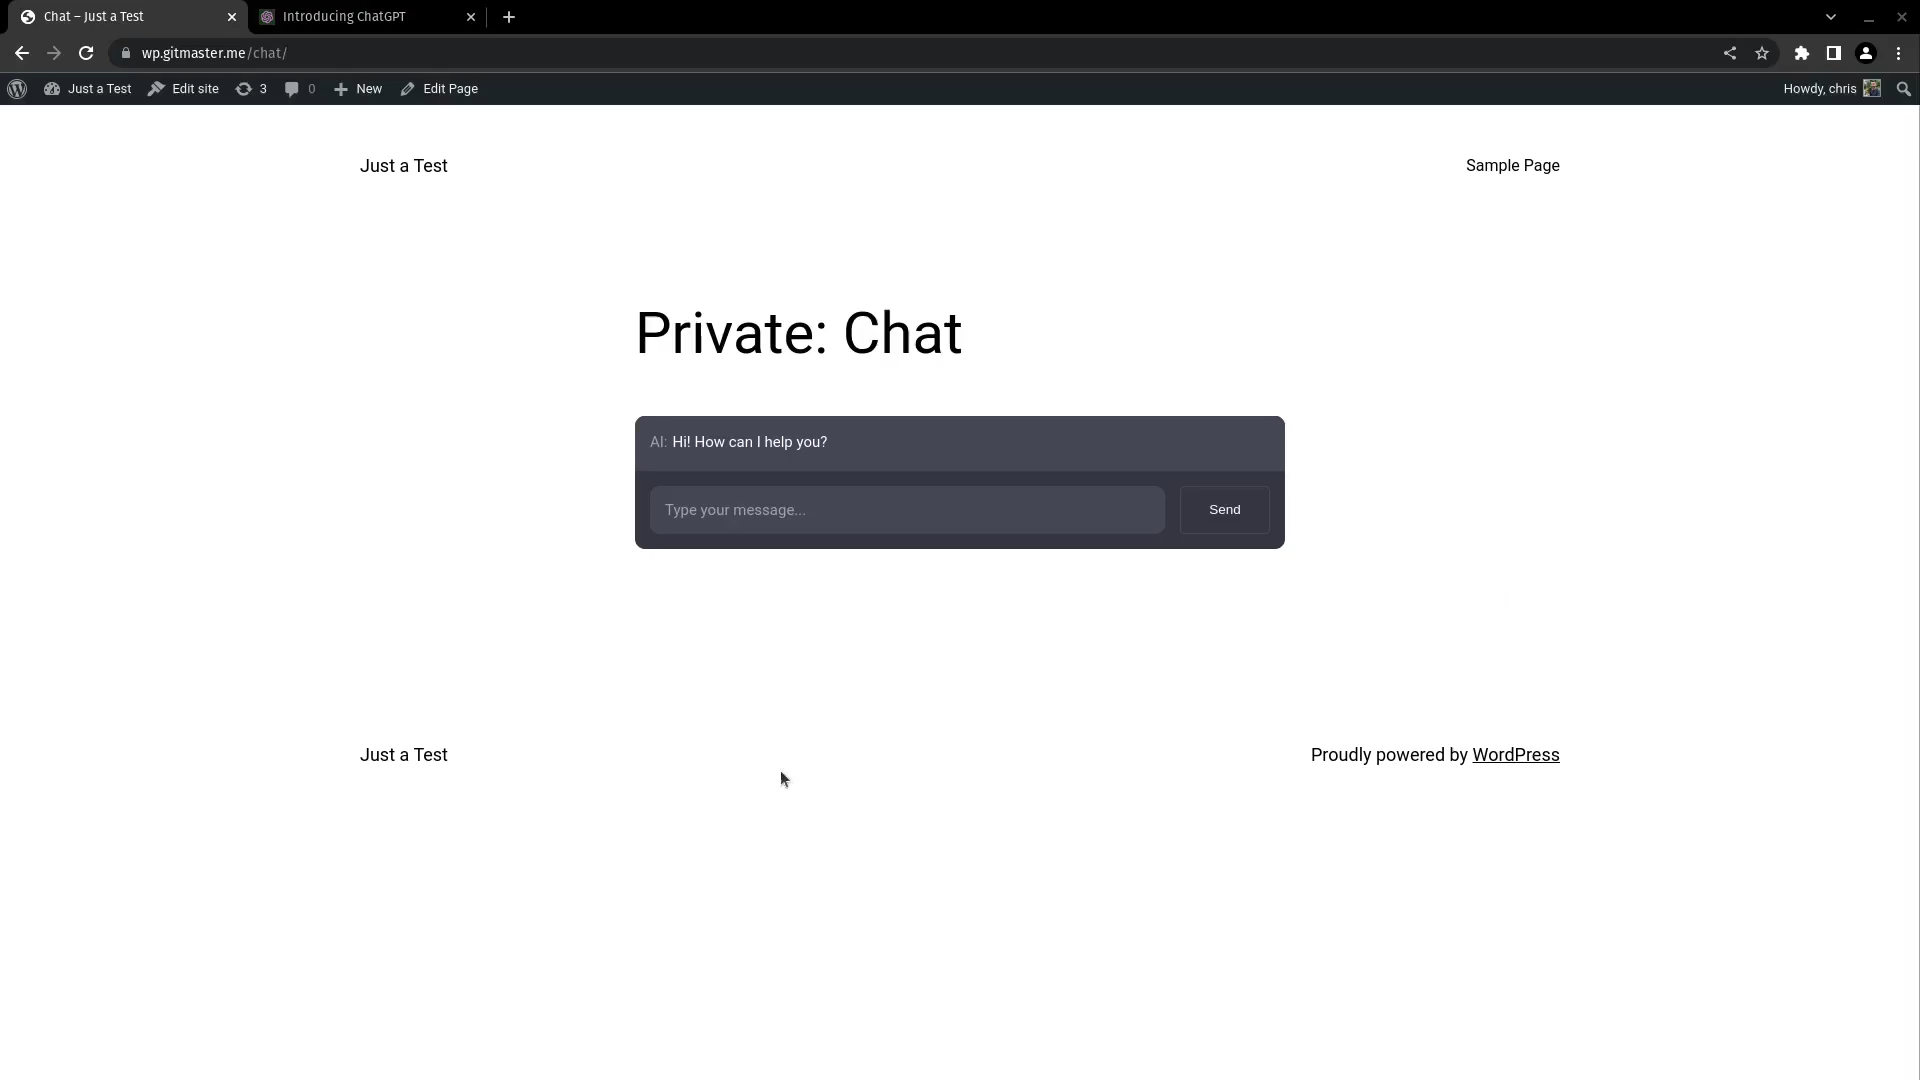 Chat – Just a Test
Introducing ChatGPT
wp.gitmaster.me/chat/
Just a Test
Edit site
3
0
New
Edit Page
Howdy, chris
Just a Test
Sample Page
Private: Chat
AI: Hi! How can I help you?
Type your message...
Send
Just a Test
Proudly powered by WordPress